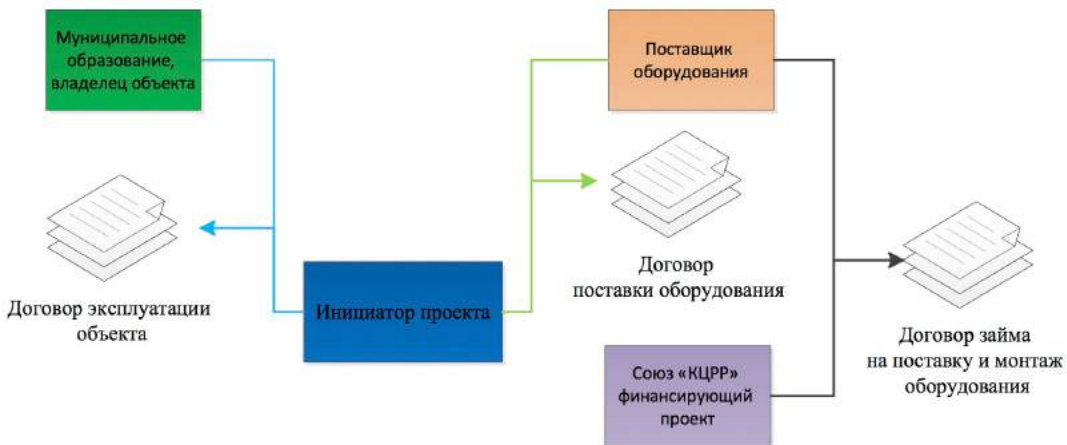 Муниципальное
образование,
владелец объекта
Поставщик
оборудования
Договор эксплуатации
объекта
Инициатор проекта
Договор
поставки оборудования
Союз «КЦРР»
финансирующий
проект
Договор займа
на поставку и монтаж
оборудования